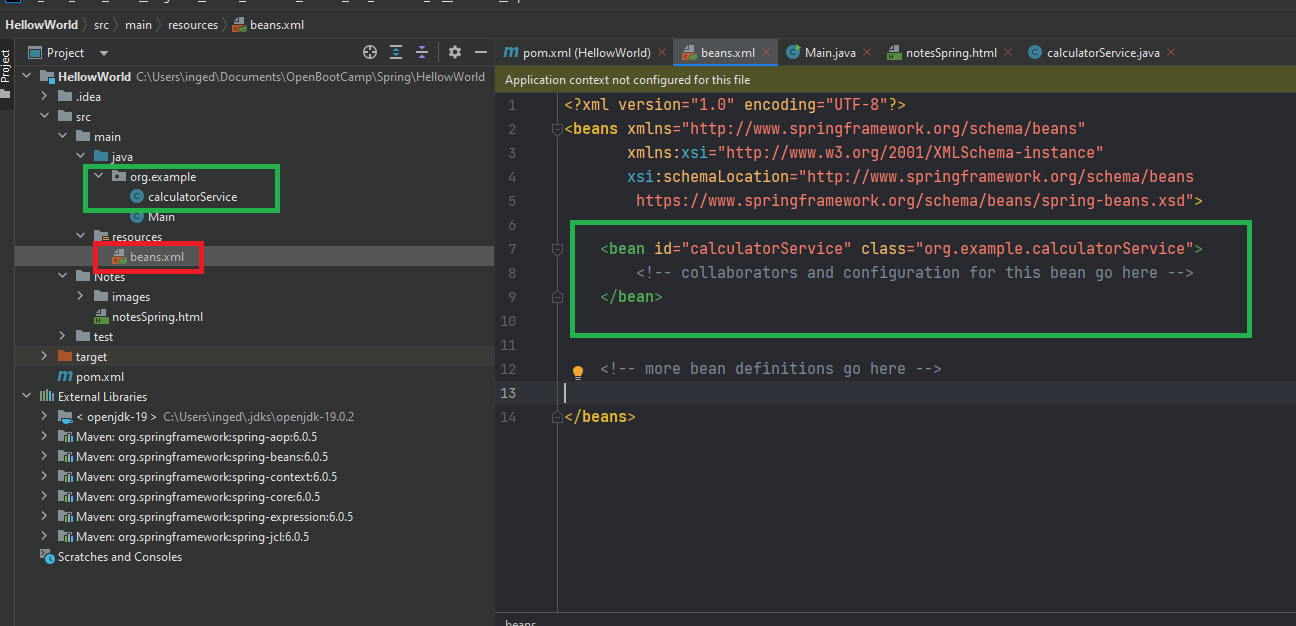 HellowWorld src main resources beans.xml
Project
Project
pom.xml (HellowWorld) beans.xml Main.java notesSpring.html calculatorService.java
HellowWorld C:\Users\inged\Documents\OpenBootCamp\Spring\HellowWorld
.idea
src
main
java
org.example
calculatorService
Main
resources
beans.xml
Notes
images
notesSpring.html
test
target
pom.xml
External Libraries
< openjdk-19 > C:\Users\inged\.jdks\openjdk-19.0.2
Maven: org.springframework:spring-aop:6.0.5
Maven: org.springframework:spring-beans:6.0.5
Maven: org.springframework:spring-context:6.0.5
Maven: org.springframework:spring-core:6.0.5
Maven: org.springframework:spring-expression:6.0.5
Maven: org.springframework:spring-jcl:6.0.5
Scratches and Consoles
Application context not configured for this file
1 <?xml version="1.0" encoding="UTF-8"?>
2 <beans xmlns="http://www.springframework.org/schema/beans"
3 xmlns:xsi="http://www.w3.org/2001/XMLSchema-instance"
4 xsi:schemaLocation="http://www.springframework.org/schema/beans
5 https://www.springframework.org/schema/beans/spring-beans.xsd">
6
7 <bean id="calculatorService" class="org.example.calculatorService">
8 <!-- collaborators and configuration for this bean go here -->
9 </bean>
10
11
12 <!-- more bean definitions go here -->
13
14 </beans>
beans